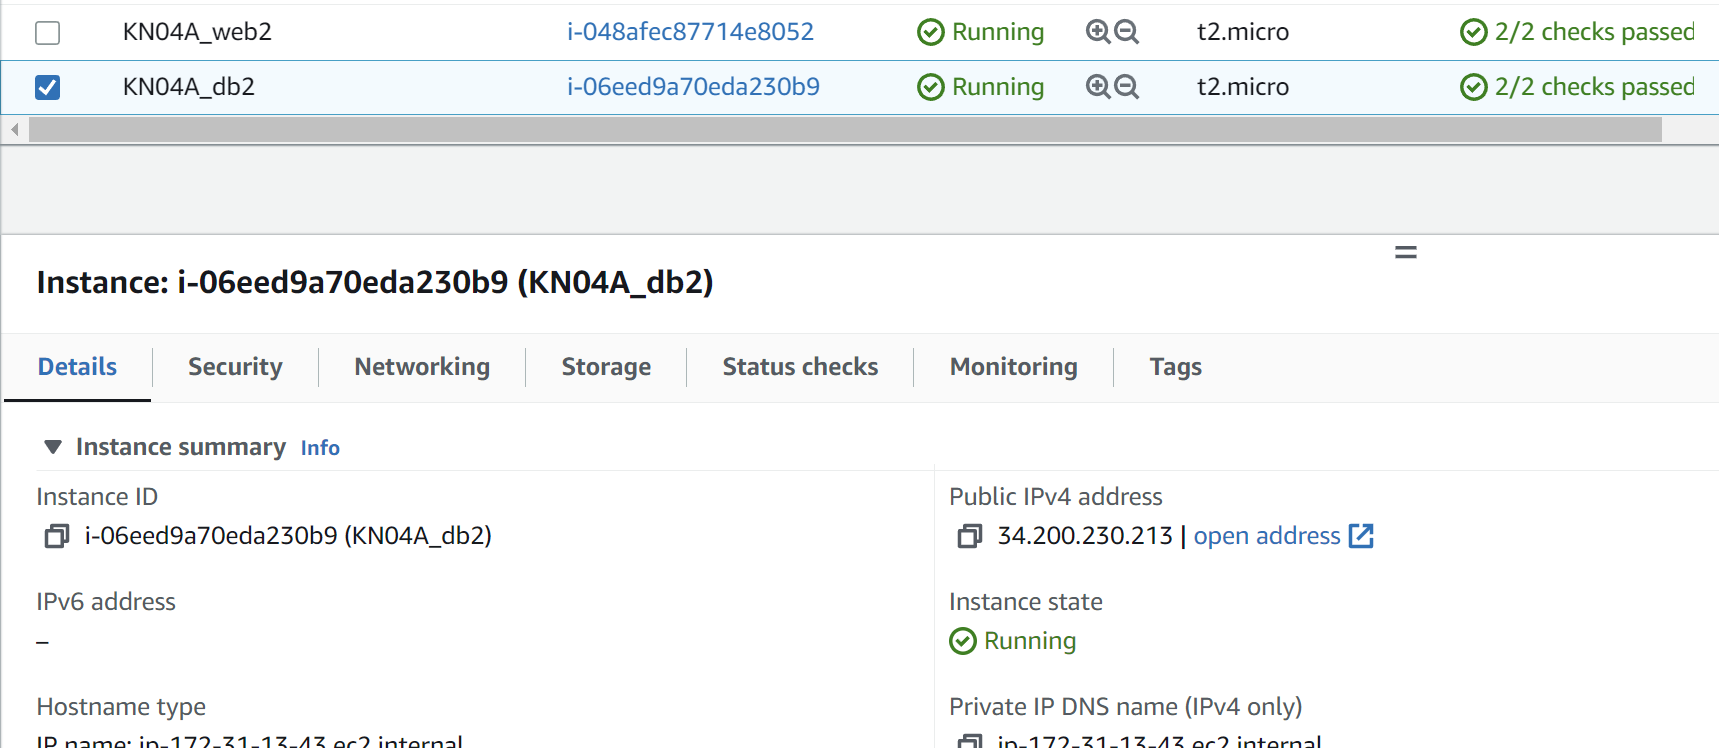 KN04A_web2 i-048afec87714e8052 Running t2.micro 2/2 checks passed
KN04A_db2 i-06eed9a70eda230b9 Running t2.micro 2/2 checks passed
Instance: i-06eed9a70eda230b9 (KN04A_db2)
Details Security Networking Storage Status checks Monitoring Tags
Instance summary Info
Instance ID
i-06eed9a70eda230b9 (KN04A_db2)
Public IPv4 address
34.200.230.213 | open address
IPv6 address
–
Instance state
Running
Hostname type
IP name: ip-172-31-13-43.ec2.internal
Private IP DNS name (IPv4 only)
ip-172-31-13-43.ec2.internal